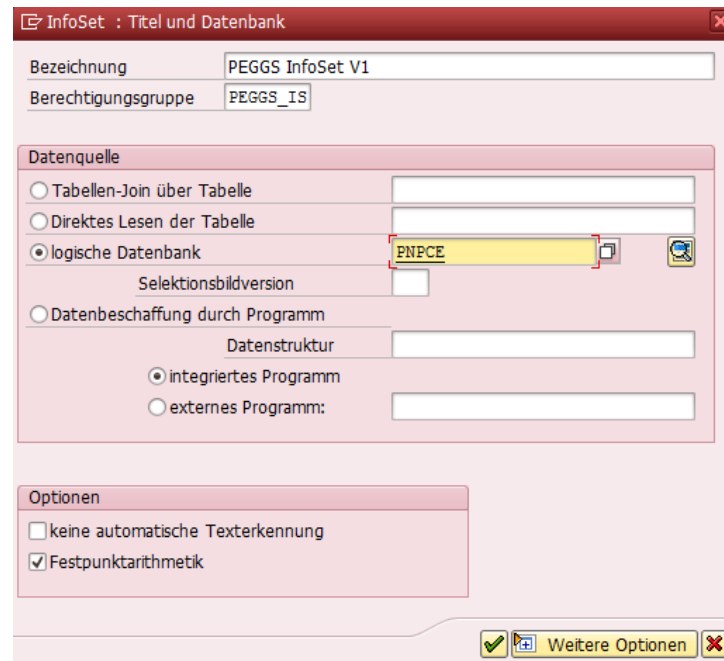 InfoSet : Titel und Datenbank
Bezeichnung PEGGS InfoSet V1
Berechtigungsgruppe PEGGS_IS
Datenquelle
Tabellen-Join über Tabelle
Direktes Lesen der Tabelle
logische Datenbank PNPCE
Selektionsbildversion
Datenbeschaffung durch Programm
Datenstruktur
integriertes Programm
externes Programm:
Optionen
keine automatische Texterkennung
Festpunktarithmetik
Weitere Optionen